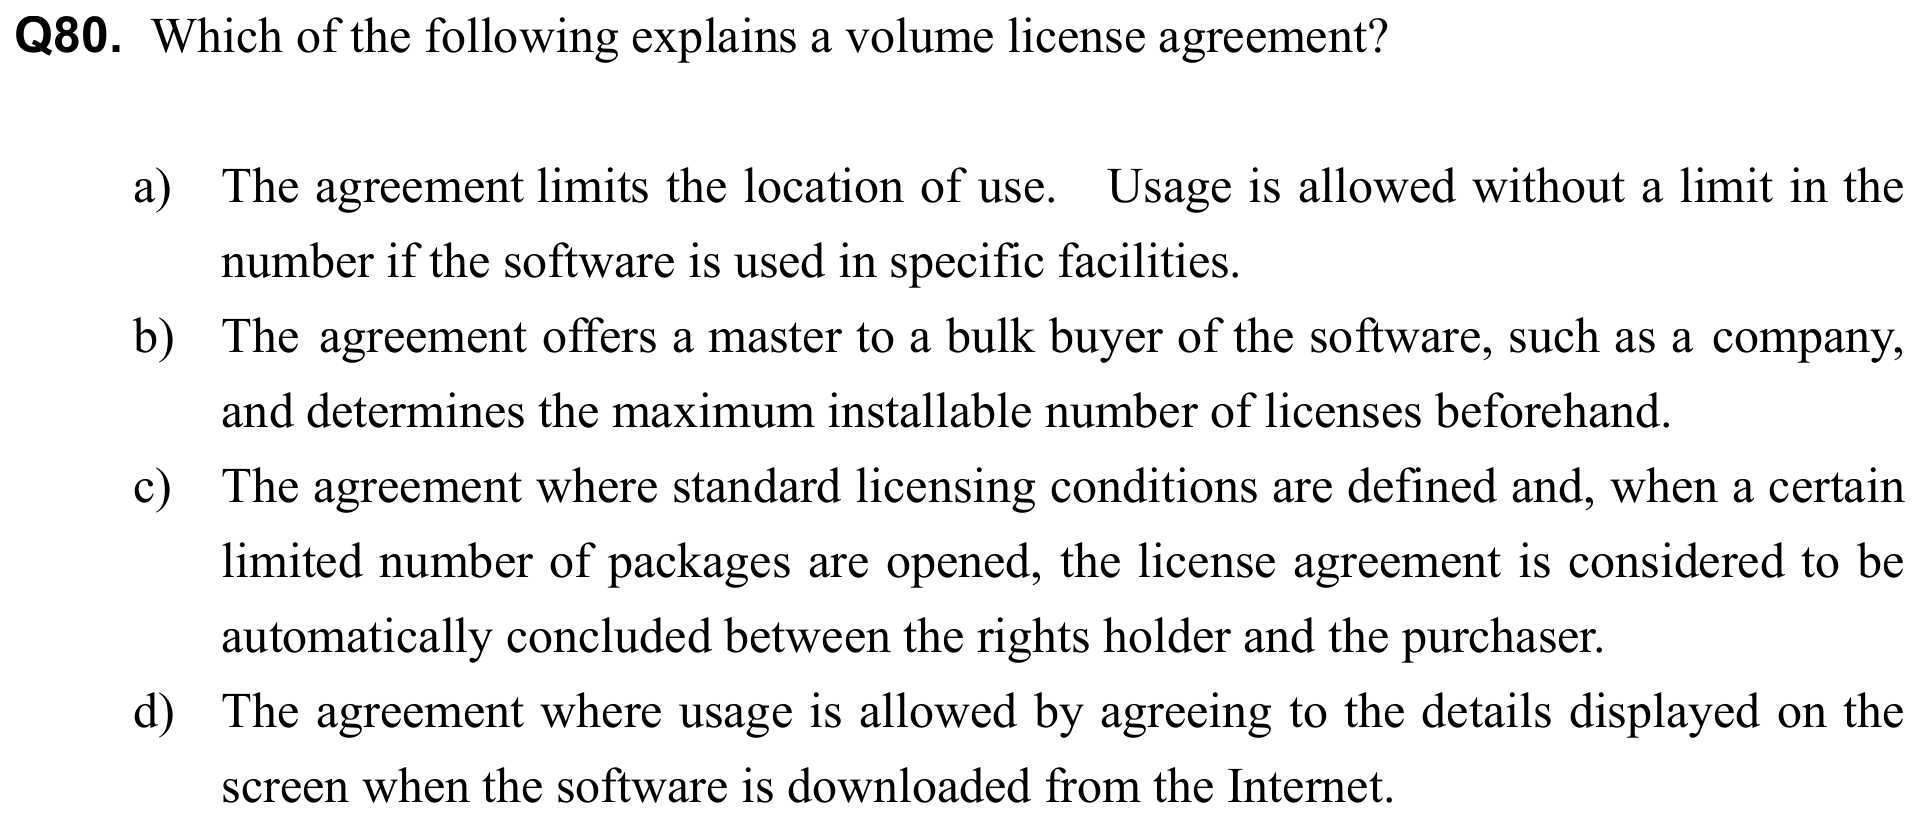 Q80. Which of the following explains a volume license agreement?
a) The agreement limits the location of use. Usage is allowed without a limit in the
number if the software is used in specific facilities.
b) The agreement offers a master to a bulk buyer of the software, such as a company,
and determines the maximum installable number of licenses beforehand.
c) The agreement where standard licensing conditions are defined and, when a certain
limited number of packages are opened, the license agreement is considered to be
automatically concluded between the rights holder and the purchaser.
d) The agreement where usage is allowed by agreeing to the details displayed on the
screen when the software is downloaded from the Internet.